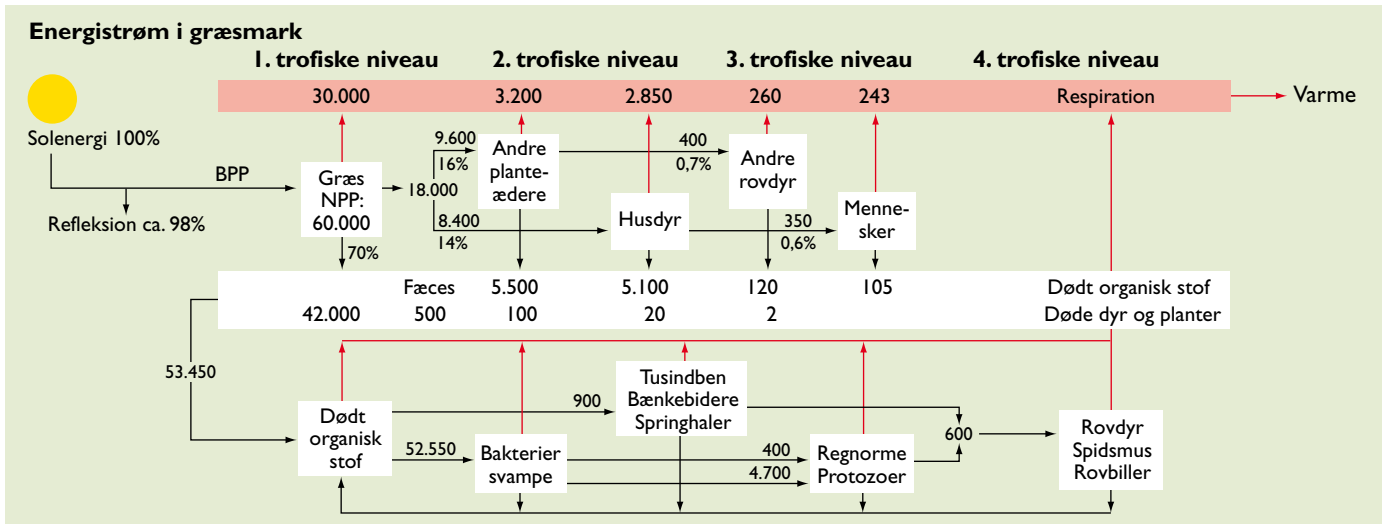 Energistrøm i græsmark
1. trofiske niveau 2. trofiske niveau 3. trofiske niveau 4. trofiske niveau
30.000 3.200 2.850 260 243 Respiration
Varme
Solenergi 100%
BPP
Refleksion ca. 98%
Græs
NPP:
60.000
70%
18.000
9.600
16%
8.400
14%
Andre
plante-
ædere
Husdyr
400
0,7%
350
0,6%
Andre
rovdyr
Menne-
sker
Fæces 5.500 5.100 120 105 Dødt organisk stof
42.000 500 100 20 2 Døde dyr og planter
53.450
Dødt
organisk
stof
900
52.550
Tusindben
Bænkebidere
Springhaler
Bakterier
svampe
400
4.700
Regnorme
Protozoer
600
Rovdyr
Spidsmus
Rovbiller